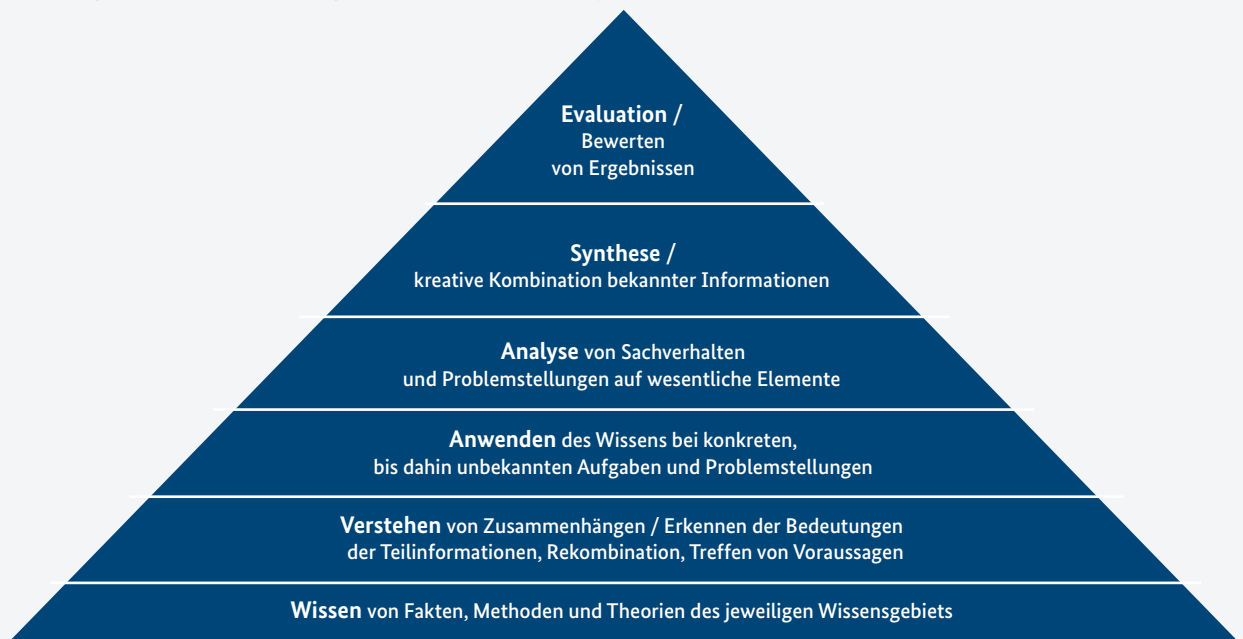 Evaluation /
Bewerten
von Ergebnissen
Synthese /
kreative Kombination bekannter Informationen
Analyse von Sachverhalten
und Problemstellungen auf wesentliche Elemente
Anwenden des Wissens bei konkreten,
bis dahin unbekannten Aufgaben und Problemstellungen
Verstehen von Zusammenhängen / Erkennen der Bedeutungen
der Teilinformationen, Rekombination, Treffen von Voraussagen
Wissen von Fakten, Methoden und Theorien des jeweiligen Wissensgebiets